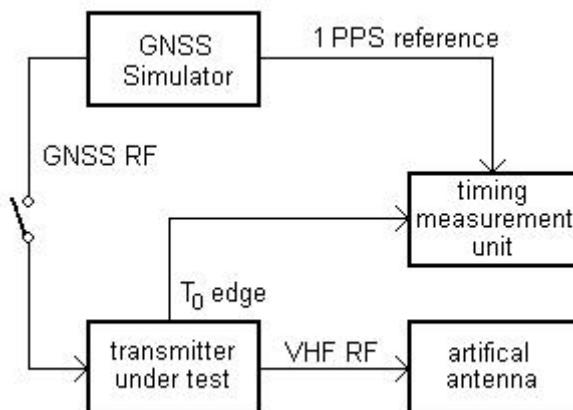 GNSS
Simulator
1 PPS reference
GNSS RF
timing
measurement
unit
T0 edge
transmitter
under test
VHF RF
artifical
antenna